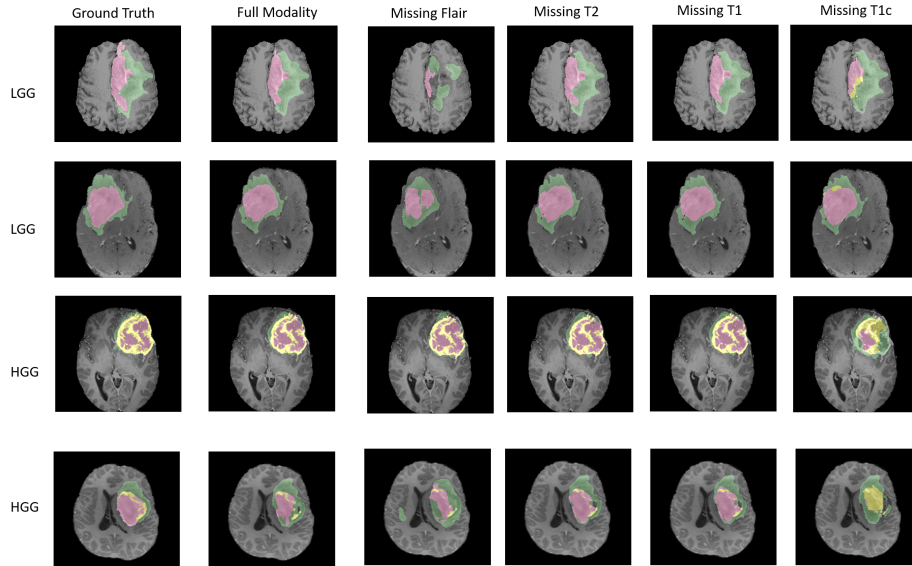 Ground Truth Full Modality Missing Flair Missing T2 Missing T1 Missing T1c
LGG
LGG
HGG
HGG